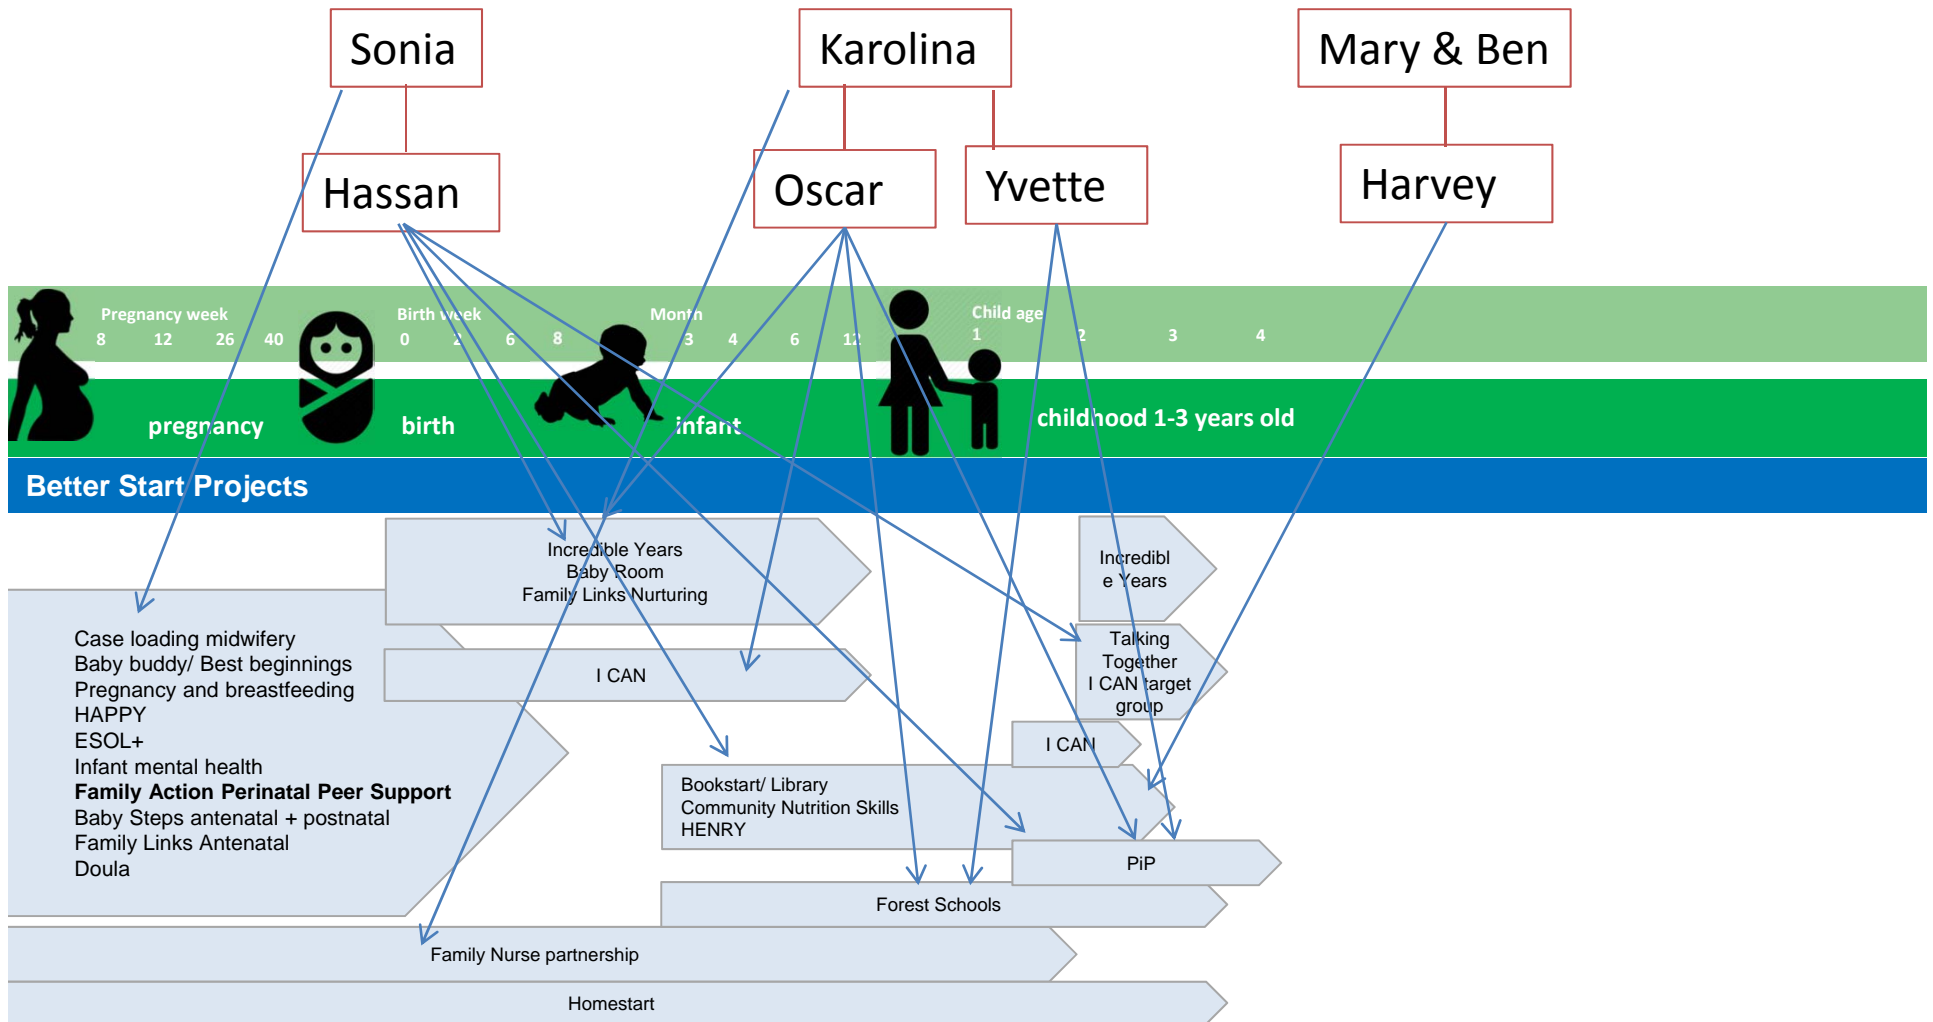 Sonia
Karolina
Mary & Ben
Hassan
Oscar
Yvette
Harvey
Pregnancy week
8 12 26 40
Birth week
0 2 6 8
Month
3 4 6 12
Child age
1 2 3 4
pregnancy
birth
infant
childhood 1-3 years old
Better Start Projects
Incredible Years
Baby Room
Family Links Nurturing
Incredibl
e Years
Case loading midwifery
Baby buddy/ Best beginnings
Pregnancy and breastfeeding
HAPPY
ESOL+
Infant mental health
Family Action Perinatal Peer Support
Baby Steps antenatal + postnatal
Family Links Antenatal
Doula
I CAN
Talking
Together
I CAN target
group
I CAN
Bookstart/ Library
Community Nutrition Skills
HENRY
PiP
Forest Schools
Family Nurse partnership
Homestart